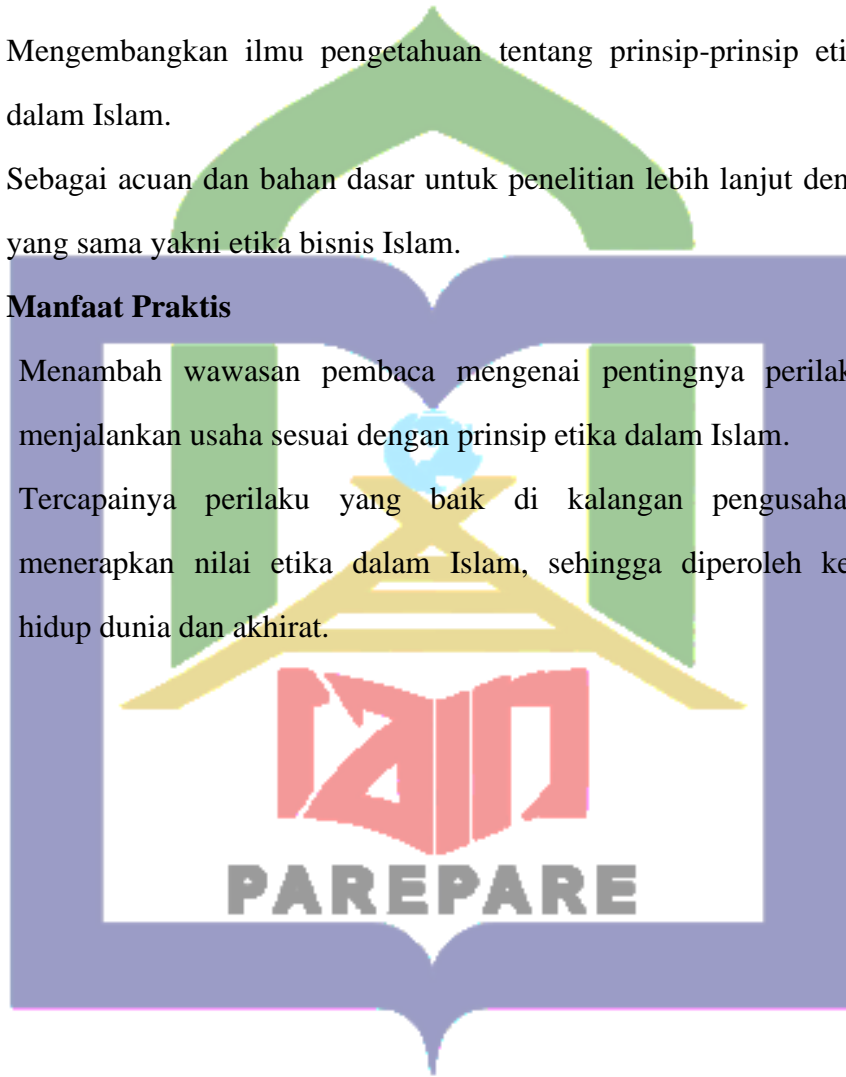 Mengembangkan ilmu pengetahuan tentang prinsip-prinsip eti
dalam Islam.
Sebagai acuan dan bahan dasar untuk penelitian lebih lanjut den
yang sama yakni etika bisnis Islam.
Manfaat Praktis
Menambah wawasan pembaca mengenai pentingnya perilak
menjalankan usaha sesuai dengan prinsip etika dalam Islam.
Tercapainya perilaku yang baik di kalangan pengusaha
menerapkan nilai etika dalam Islam, sehingga diperoleh ke
hidup dunia dan akhirat.
iain
PAREPARE